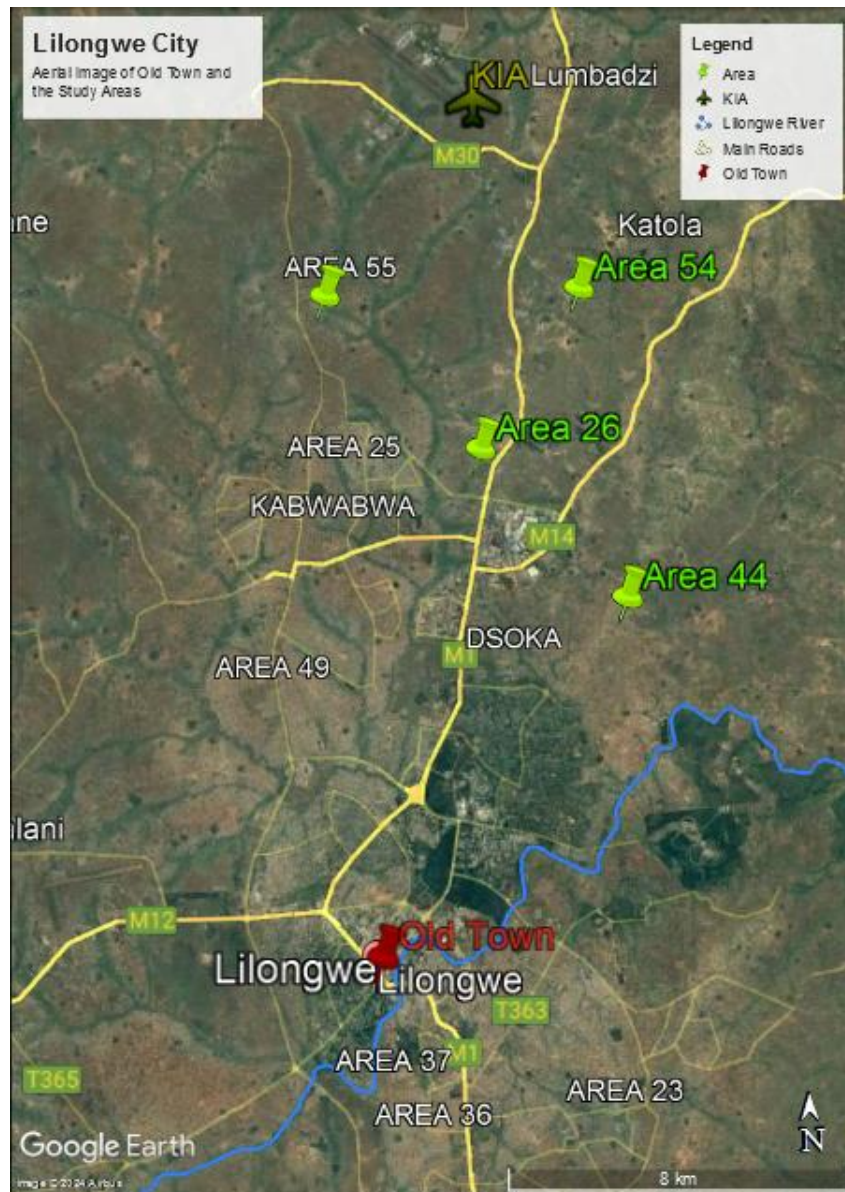 Lilongwe City
Aerial Image of Old Town and
the Study Areas
Legend
Area
KIA
Lilongwe River
Main Roads
Old Town
KIA
Lumbadzi
M30
Katola
AREA 55
Area 54
Area 26
AREA 25
KABWABWA
M14
Area 44
DSOKA
M1
AREA 49
M12
Old Town
Lilongwe
Lilongwe
T363
AREA 37
M1
T365
AREA 23
AREA 36
N
Google Earth
Image © 2024 Airbus
8 km